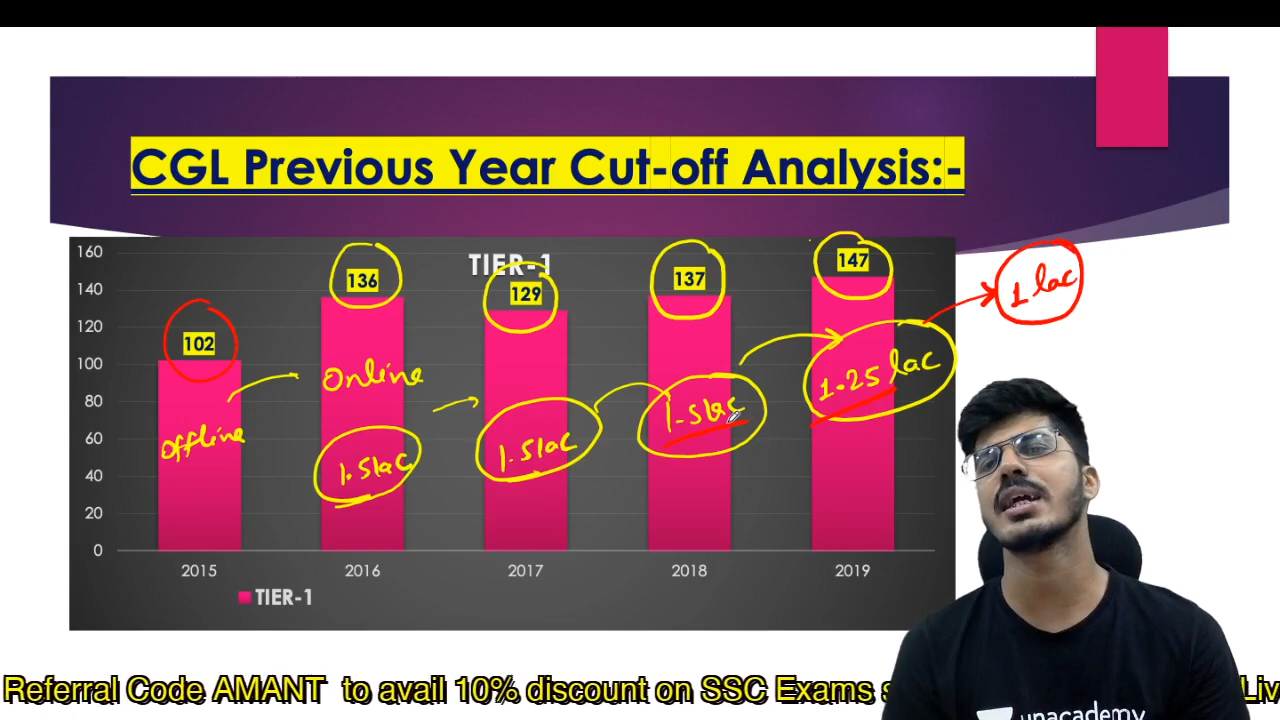 CGL Previous Year Cut-off Analysis:-
TIER-1
160
140
120
100
80
60
40
20
0
102
136
129
137
147
1 lac
Offline
Online
1.5lac
1.5lac
1.5lac
1.25 lac
2015
2016
2017
2018
2019
TIER-1
Referral Code AMANT to avail 10% discount on SSC Exams s
Liv
unacademy